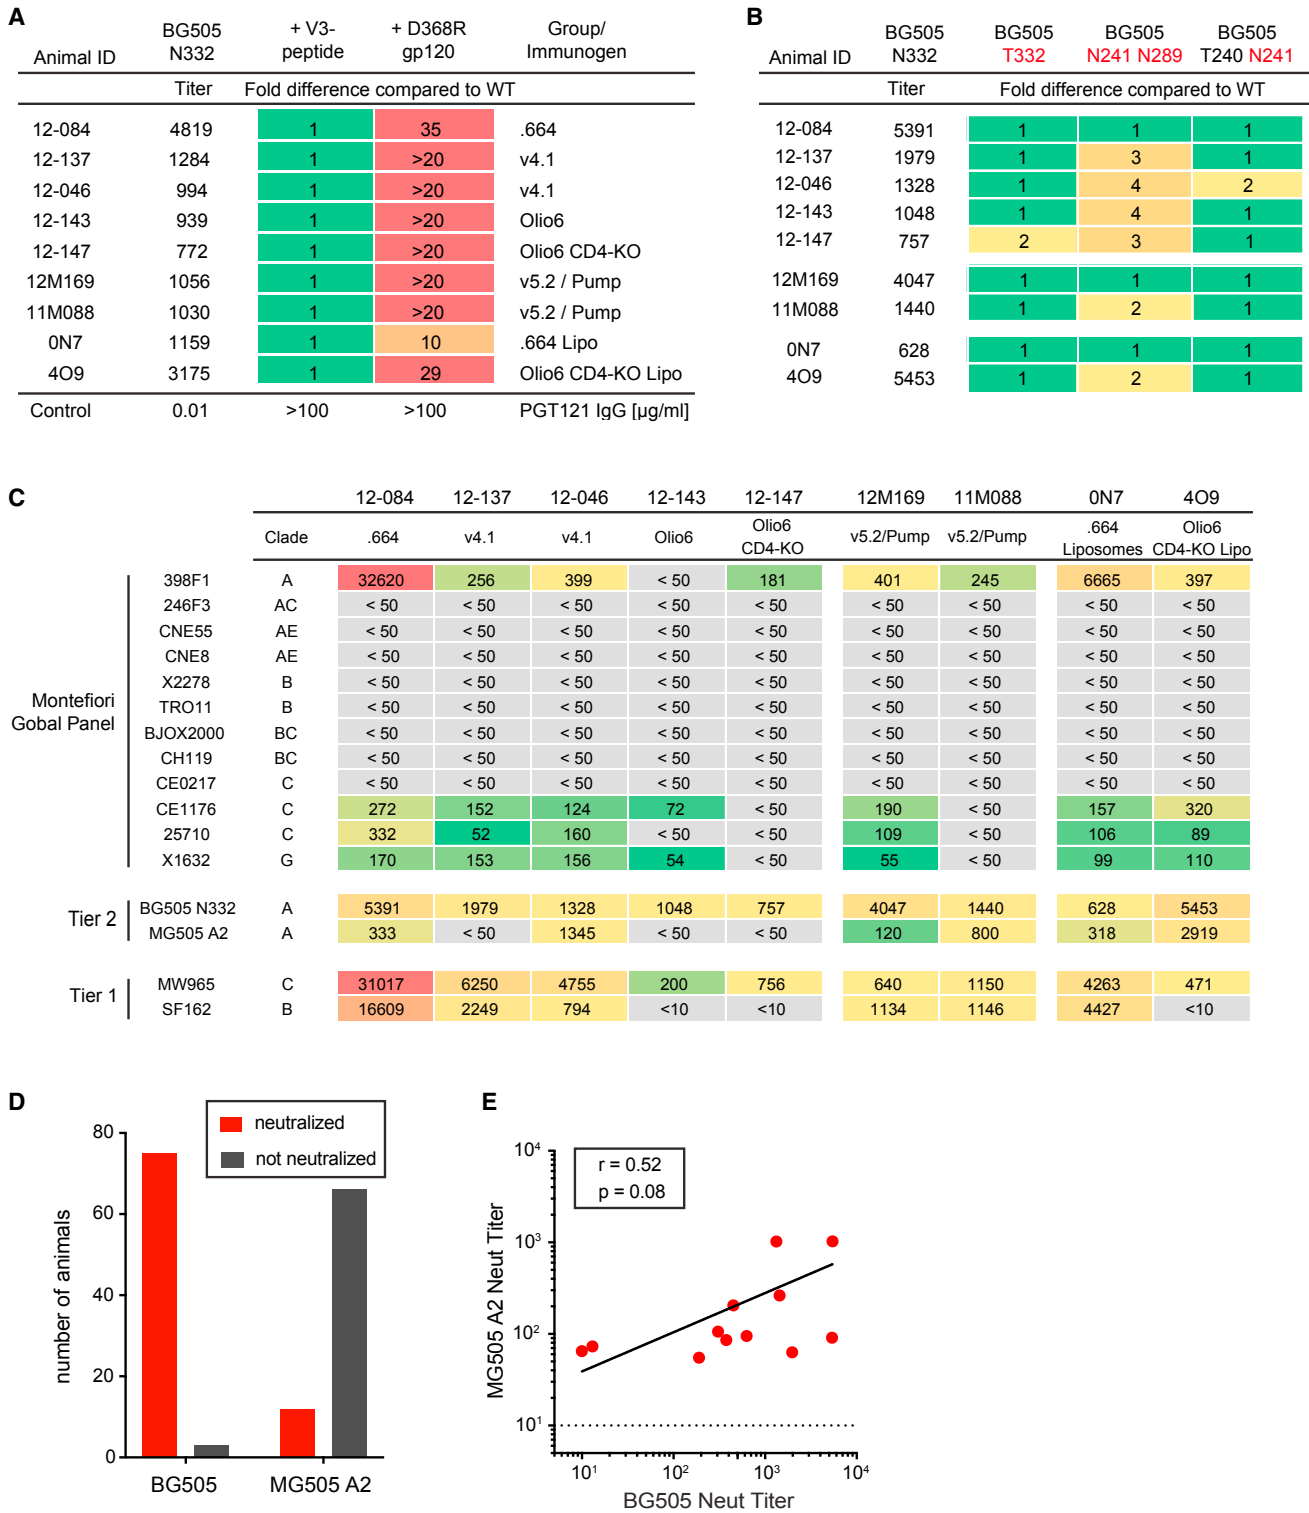 A
Animal ID BG505 N332 + V3-peptide + D368R gp120 Group/ Immunogen
Titer Fold difference compared to WT
12-084 4819 1 35 .664
12-137 1284 1 >20 v4.1
12-046 994 1 >20 v4.1
12-143 939 1 >20 Olio6
12-147 772 1 >20 Olio6 CD4-KO
12M169 1056 1 >20 v5.2 / Pump
11M088 1030 1 >20 v5.2 / Pump
0N7 1159 1 10 .664 Lipo
4O9 3175 1 29 Olio6 CD4-KO Lipo
Control 0.01 >100 >100 PGT121 IgG [µg/ml]
B
Animal ID BG505 N332 BG505 T332 BG505 N241 N289 BG505 T240 N241
Titer Fold difference compared to WT
12-084 5391 1 1 1
12-137 1979 1 3 1
12-046 1328 1 4 2
12-143 1048 1 4 1
12-147 757 2 3 1
12M169 4047 1 1 1
11M088 1440 1 2 1
0N7 628 1 1 1
4O9 5453 1 2 1
C
12-084 12-137 12-046 12-143 12-147 12M169 11M088 0N7 4O9
Clade .664 v4.1 v4.1 Olio6 Olio6 CD4-KO v5.2/Pump v5.2/Pump .664 Liposomes Olio6 CD4-KO Lipo
Montefiori Gobal Panel
398F1 A 32620 256 399 < 50 181 401 245 6665 397
246F3 AC < 50 < 50 < 50 < 50 < 50 < 50 < 50 < 50 < 50
CNE55 AE < 50 < 50 < 50 < 50 < 50 < 50 < 50 < 50 < 50
CNE8 AE < 50 < 50 < 50 < 50 < 50 < 50 < 50 < 50 < 50
X2278 B < 50 < 50 < 50 < 50 < 50 < 50 < 50 < 50 < 50
TRO11 B < 50 < 50 < 50 < 50 < 50 < 50 < 50 < 50 < 50
BJOX2000 BC < 50 < 50 < 50 < 50 < 50 < 50 < 50 < 50 < 50
CH119 BC < 50 < 50 < 50 < 50 < 50 < 50 < 50 < 50 < 50
CE0217 C < 50 < 50 < 50 < 50 < 50 < 50 < 50 < 50 < 50
CE1176 C 272 152 124 72 < 50 190 < 50 157 320
25710 C 332 52 160 < 50 < 50 109 < 50 106 89
X1632 G 170 153 156 54 < 50 55 < 50 99 110
Tier 2
BG505 N332 A 5391 1979 1328 1048 757 4047 1440 628 5453
MG505 A2 A 333 < 50 1345 < 50 < 50 120 800 318 2919
Tier 1
MW965 C 31017 6250 4755 200 756 640 1150 4263 471
SF162 B 16609 2249 794 <10 <10 1134 1146 4427 <10
D
neutralized
not neutralized
number of animals
80
60
40
20
0
BG505 MG505 A2
E
r = 0.52
p = 0.08
MG505 A2 Neut Titer
10⁴
10³
10²
10¹
10¹ 10² 10³ 10⁴
BG505 Neut Titer